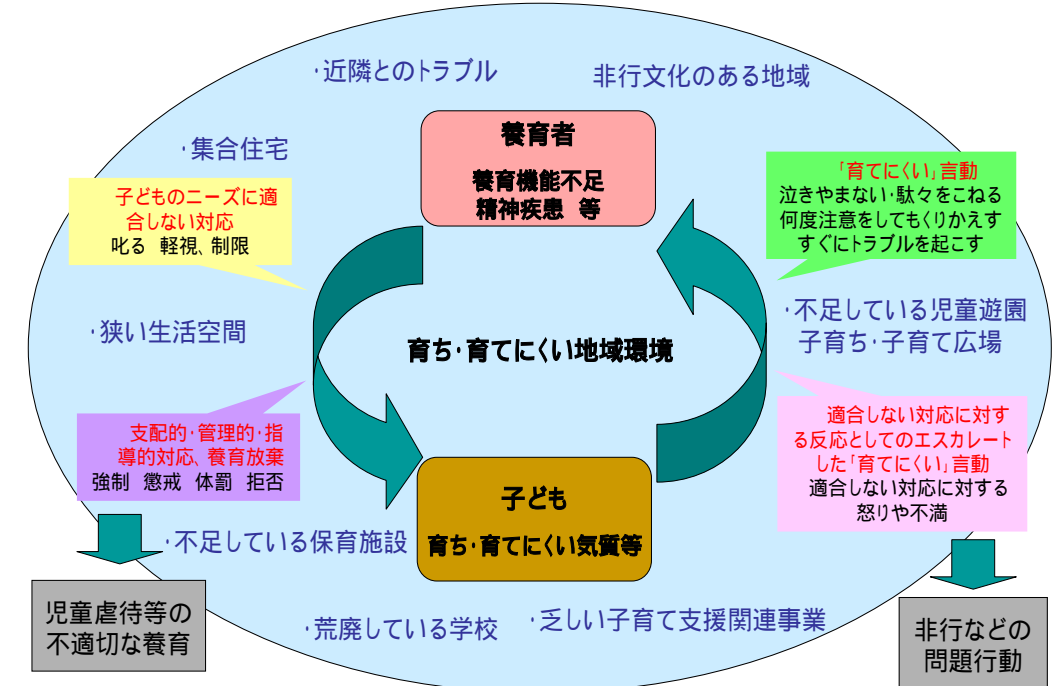 ·近隣とのトラブル
非行文化のある地域
·集合住宅
養育者
養育機能不足
精神疾患 等
子どものニーズに適
合しない対応
叱る 軽視、制限
「育てにくい」言動
泣きやまない·駄々をこねる
何度注意をしてもくりかえす
すぐにトラブルを起こす
·狭い生活空間
育ち·育てにくい地域環境
·不足している児童遊園
子育ち·子育て広場
支配的·管理的·指
導的対応、養育放棄
強制 懲戒 体罰 拒否
適合しない対応に対す
る反応としてのエスカレート
した「育てにくい」言動
適合しない対応に対する
怒りや不満
子ども
育ち·育てにくい気質等
·不足している保育施設
児童虐待等の
不適切な養育
·荒廃している学校
·乏しい子育て支援関連事業
非行などの
問題行動